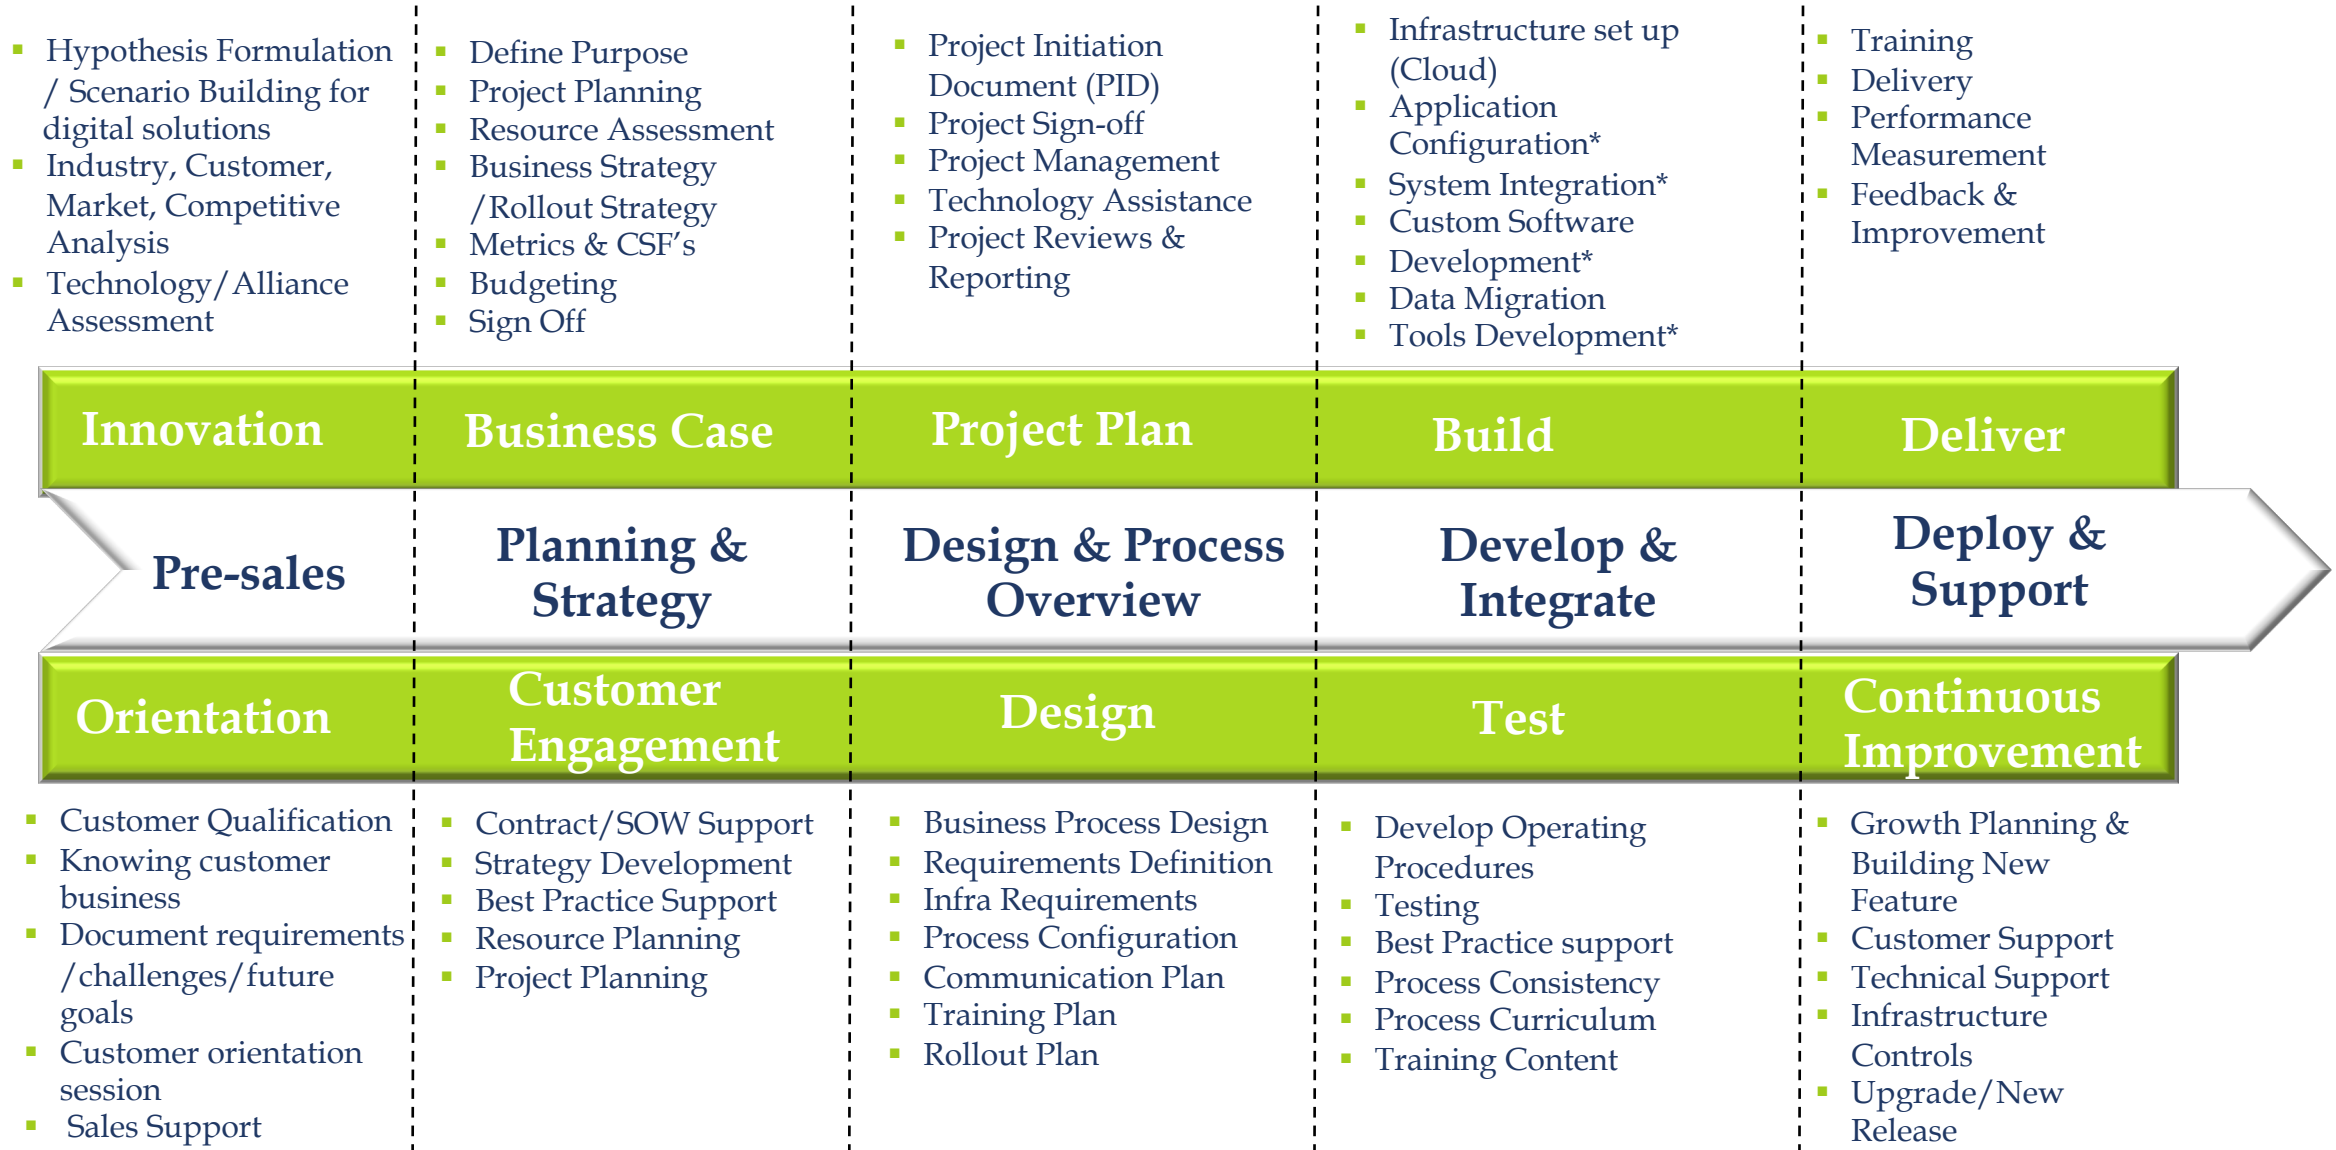 Hypothesis Formulation
/ Scenario Building for
digital solutions
Industry, Customer,
Market, Competitive
Analysis
Technology/Alliance
Assessment
Define Purpose
Project Planning
Resource Assessment
Business Strategy
/Rollout Strategy
Metrics & CSF's
Budgeting
Sign Off
Project Initiation
Document (PID)
Project Sign-off
Project Management
Technology Assistance
Project Reviews &
Reporting
Infrastructure set up
(Cloud)
Application
Configuration*
System Integration*
Custom Software
Development*
Data Migration
Tools Development*
Training
Delivery
Performance
Measurement
Feedback &
Improvement
Innovation
Business Case
Project Plan
Build
Deliver
Pre-sales
Planning &
Strategy
Design & Process
Overview
Develop &
Integrate
Deploy &
Support
Orientation
Customer
Engagement
Design
Test
Continuous
Improvement
Customer Qualification
Knowing customer
business
Document requirements
/challenges/future
goals
Customer orientation
session
Sales Support
Contract/SOW Support
Strategy Development
Best Practice Support
Resource Planning
Project Planning
Business Process Design
Requirements Definition
Infra Requirements
Process Configuration
Communication Plan
Training Plan
Rollout Plan
Develop Operating
Procedures
Testing
Best Practice support
Process Consistency
Process Curriculum
Training Content
Growth Planning &
Building New
Feature
Customer Support
Technical Support
Infrastructure
Controls
Upgrade/New
Release